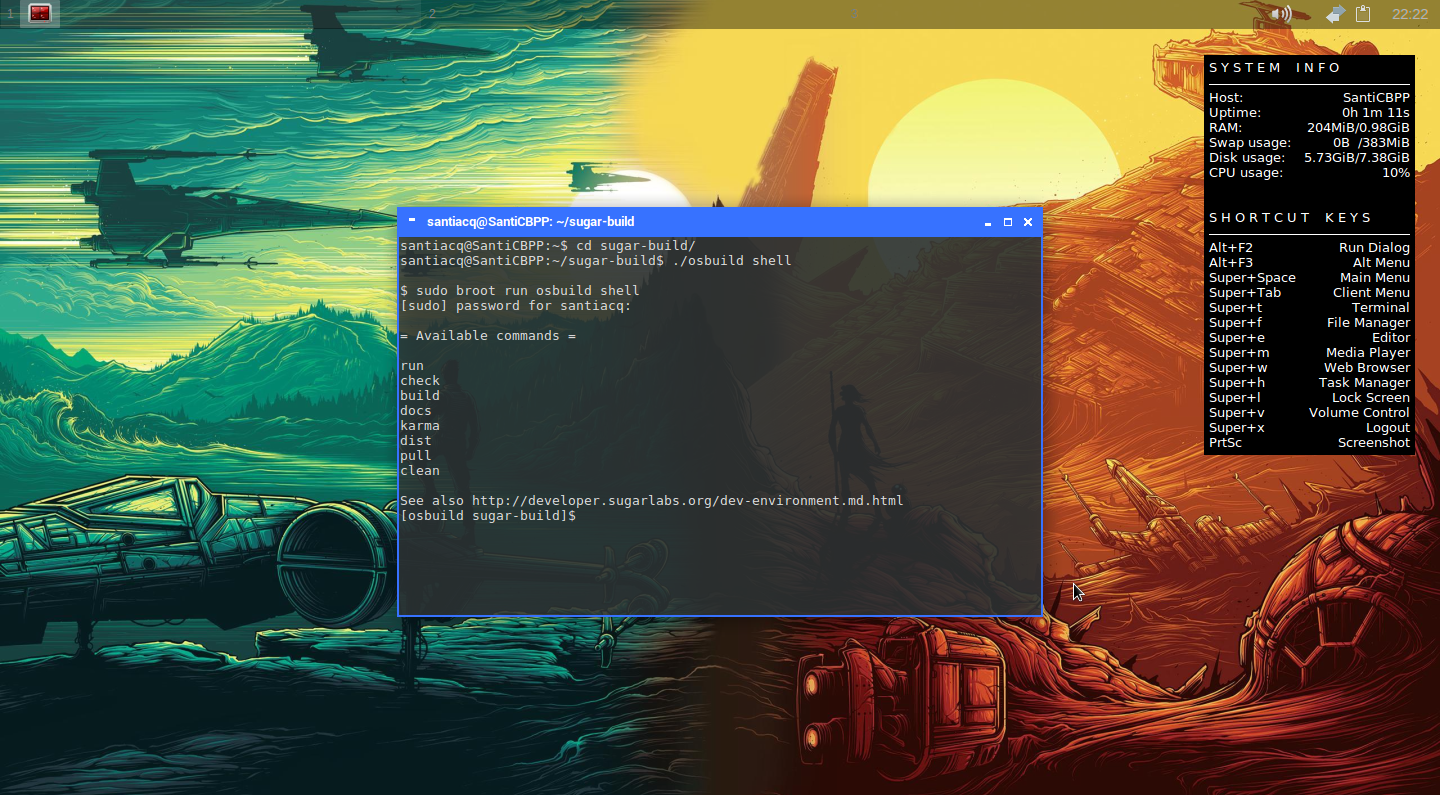 1
2
22:22
santiacq@SantiCBPP: ~/sugar-build
santiacq@SantiCBPP:~$ cd sugar-build/
santiacq@SantiCBPP:~/sugar-build$ ./osbuild shell
$ sudo broot run osbuild shell
[sudo] password for santiacq:
= Available commands =
run
check
build
docs
karma
dist
pull
clean
See also http://developer.sugarlabs.org/dev-environment.md.html
[osbuild sugar-build]$
SYSTEM INFO
Host: SantiCBPP
Uptime: 0h 1m 11s
RAM: 204MiB/0.98GiB
Swap usage: 0B /383MiB
Disk usage: 5.73GiB/7.38GiB
CPU usage: 10%
SHORTCUT KEYS
Alt+F2 Run Dialog
Alt+F3 Alt Menu
Super+Space Main Menu
Super+Tab Client Menu
Super+t Terminal
Super+f File Manager
Super+e Editor
Super+m Media Player
Super+w Web Browser
Super+h Task Manager
Super+l Lock Screen
Super+v Volume Control
Super+x Logout
PrtSc Screenshot